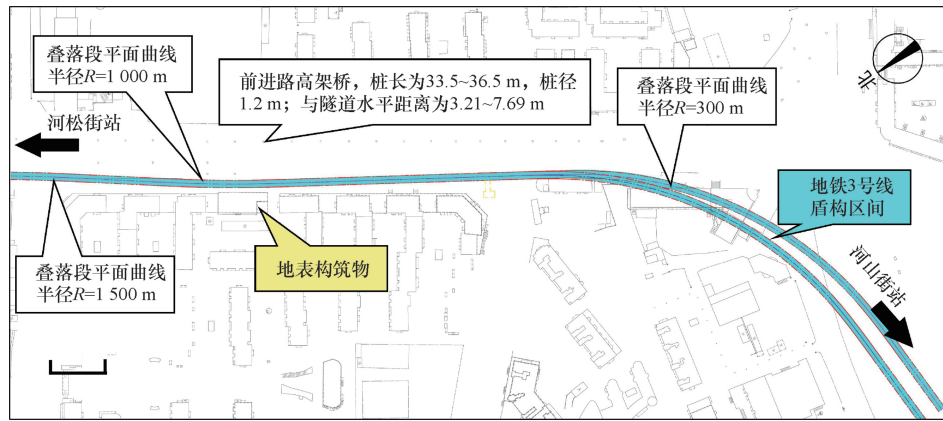 叠落段平面曲线
半径R=1 000 m
前进路高架桥，桩长为33.5~36.5 m，桩径
1.2 m；与隧道水平距离为3.21~7.69 m
叠落段平面曲线
半径R=300 m
北
河松街站
地铁3号线
盾构区间
地表构筑物
叠落段平面曲线
半径R=1 500 m
河山街站